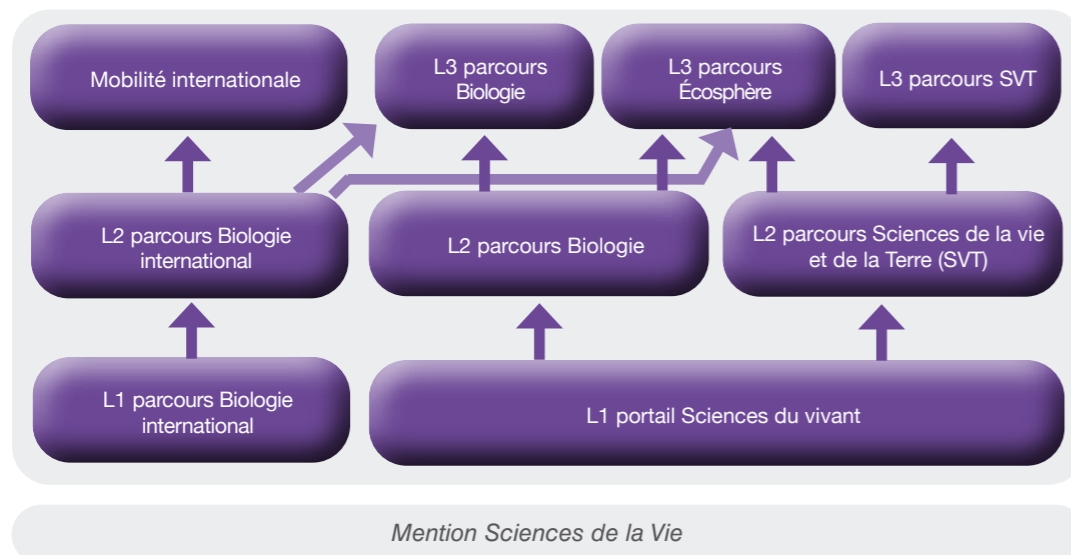 Mobilité internationale
L3 parcours
Biologie
L3 parcours
Écosphère
L3 parcours SVT
L2 parcours Biologie
international
L2 parcours Biologie
L2 parcours Sciences de la vie
et de la Terre (SVT)
L1 parcours Biologie
international
L1 portail Sciences du vivant
Mention Sciences de la Vie